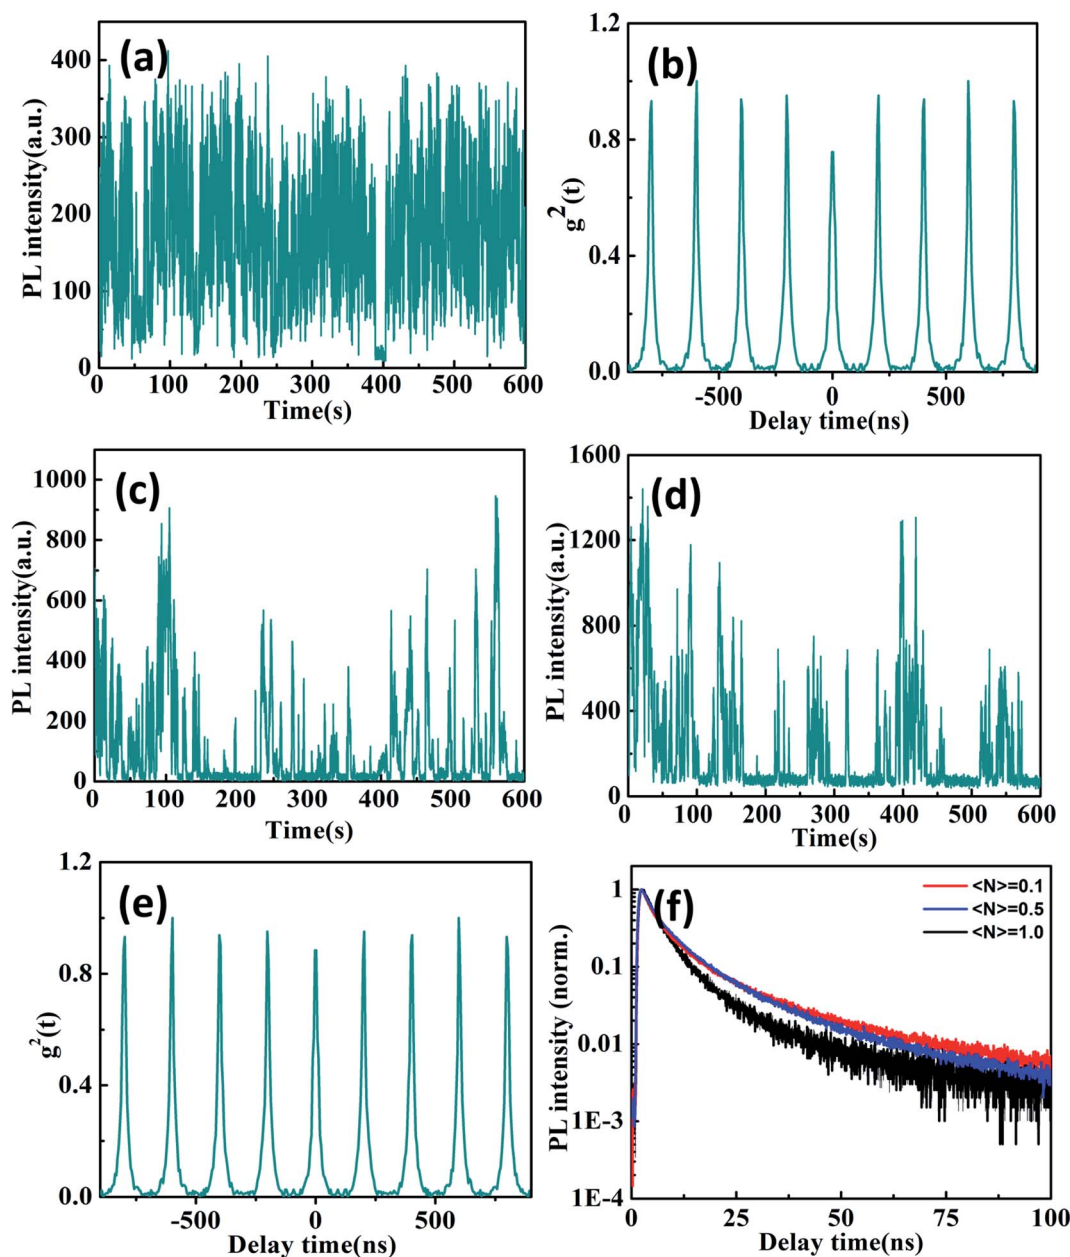 (a)
PL intensity(a.u.)
400
300
200
100
0
0 100 200 300 400 500 600
Time(s)
(b)
g2(t)
1.2
0.8
0.4
0.0
-500 0 500
Delay time(ns)
(c)
PL intensity(a.u.)
1000
800
600
400
200
0
0 100 200 300 400 500 600
Time(s)
(d)
PL intensity(a.u.)
1600
1200
800
400
0
0 100 200 300 400 500 600
Time(s)
(e)
g2(t)
1.2
0.8
0.4
0.0
-500 0 500
Delay time(ns)
(f)
PL intensity (norm.)
1
0.1
0.01
1E-3
1E-4
<N>=0.1
<N>=0.5
<N>=1.0
0 25 50 75 100
Delay time(ns)